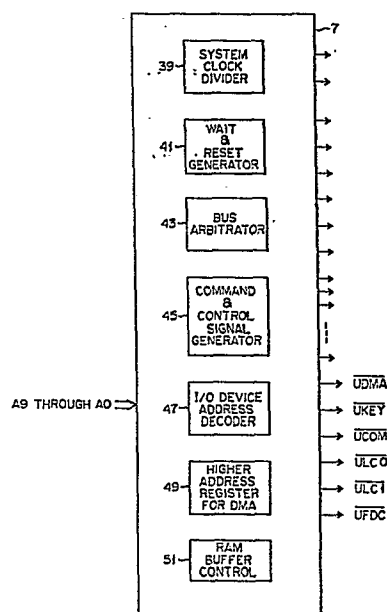 7
39
SYSTEM
CLOCK
DIVIDER
41
WAIT
&
RESET
GENERATOR
43
BUS
ARBITRATOR
45
COMMAND
&
CONTROL
SIGNAL
GENERATOR
A9 THROUGH A0
47
I/O DEVICE
ADDRESS
DECODER
49
HIGHER
ADDRESS
REGISTER
FOR DMA
51
RAM
BUFFER
CONTROL
UDMA
UKEY
UCOM
ULC0
ULC1
UFDC